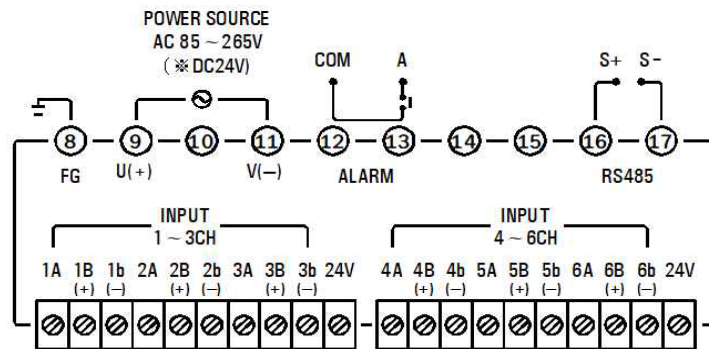 POWER SOURCE
AC 85 ~ 265V
(※DC24V)
COM A S+ S-
8 9 10 11 12 13 14 15 16 17
FG U(+) V(—) ALARM RS485
INPUT INPUT
1 ~ 3CH 4 ~ 6CH
1A 1B 1b 2A 2B 2b 3A 3B 3b 24V 4A 4B 4b 5A 5B 5b 6A 6B 6b 24V
(+) (—) (+) (—) (+) (—) (+) (—) (+) (—) (+) (—)